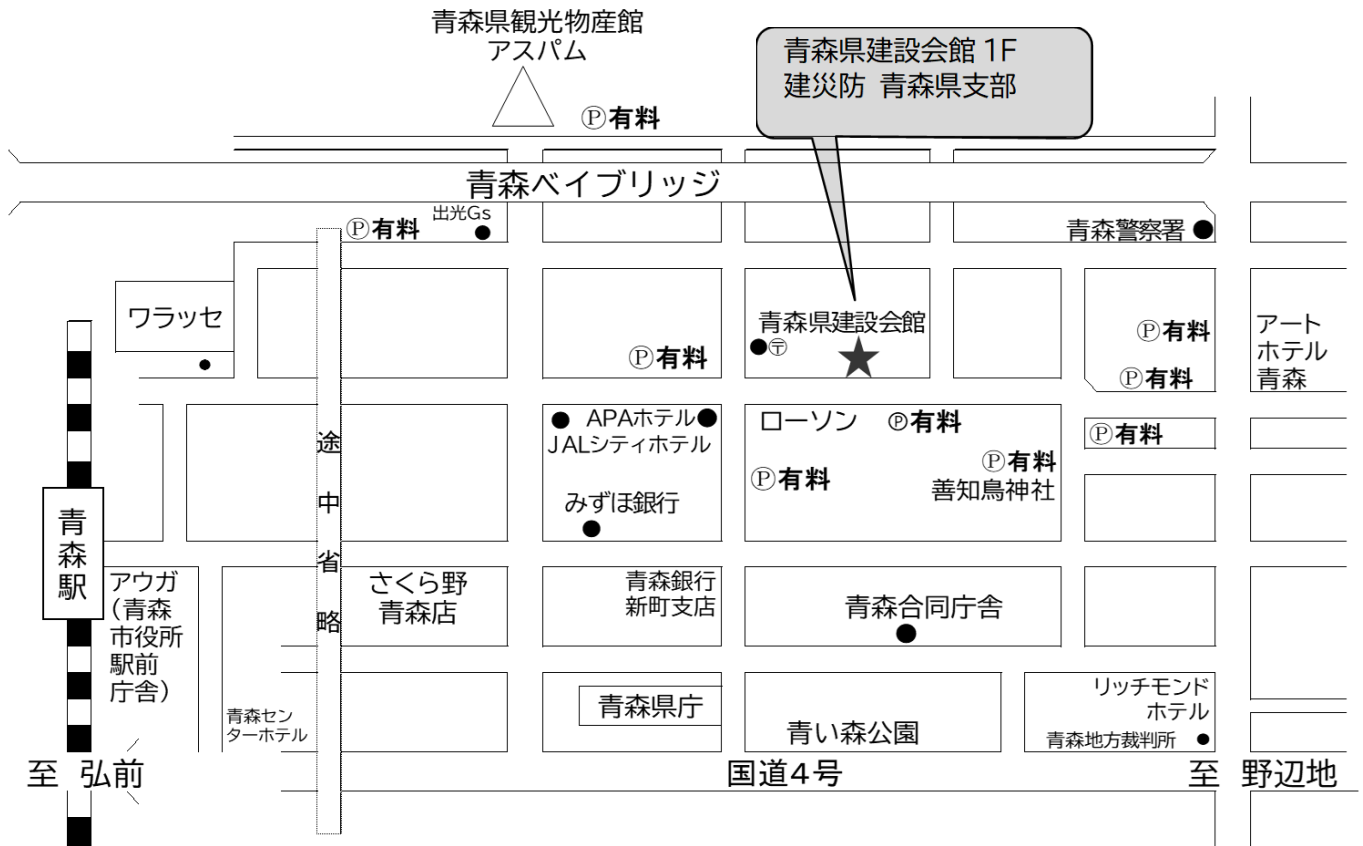 青森県観光物産館
アスパム
青森県建設会館 1F
建災防 青森県支部
Ⓟ有料
青森ベイブリッジ
出光Gs
Ⓟ有料
青森警察署
ワラッセ
青森県建設会館
〒
Ⓟ有料
Ⓟ有料
Ⓟ有料
アート
ホテル
青森
APAホテル
JALシティホテル
ローソン
Ⓟ有料
Ⓟ有料
Ⓟ有料
Ⓟ有料
善知鳥神社
みずほ銀行
途中省略
青森駅
アウガ
(青森
市役所
駅前
庁舎)
さくら野
青森店
青森銀行
新町支店
青森合同庁舎
青森セン
ターホテル
青森県庁
青い森公園
リッチモンド
ホテル
青森地方裁判所
至 弘前
国道4号
至 野辺地